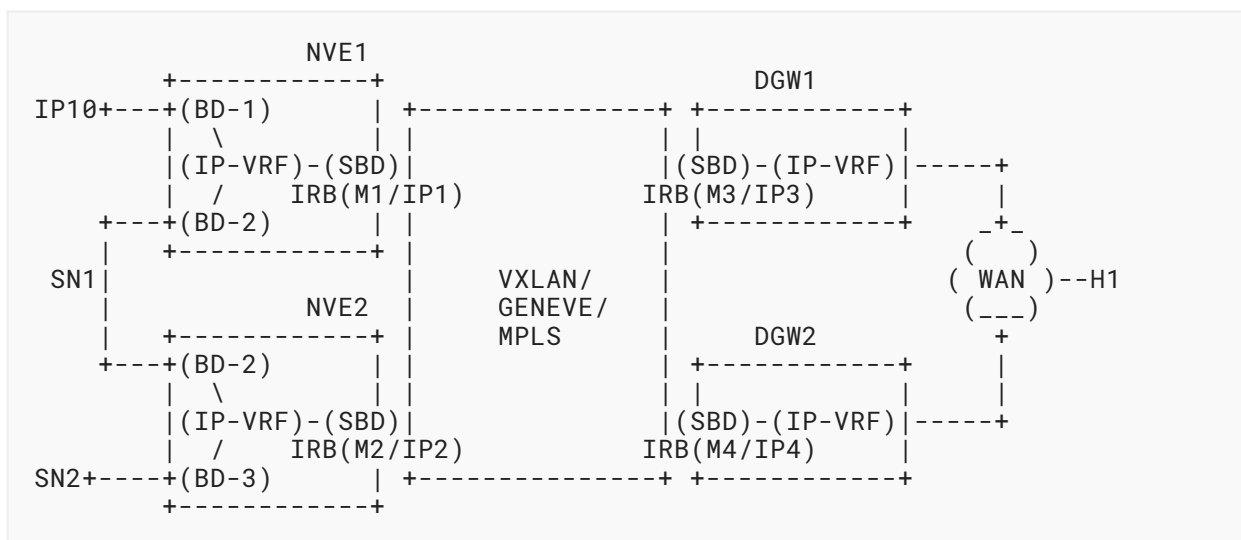 NVE1
        +------------+                            DGW1
IP10+---+(BD-1)      | +---------------+ +------------+
        |  \         | |               | |            |
        |(IP-VRF)-(SBD)|               |(SBD)-(IP-VRF)|-----+
        |  /    IRB(M1/IP1)           IRB(M3/IP3)     |     |
    +---+(BD-2)      | |               | +------------+    _+_
    |   +------------+ |               |                  (   )
 SN1|                  |    VXLAN/     |                 ( WAN )--H1
    |            NVE2  |    GENEVE/    |                  (___)
    |   +------------+ |    MPLS       |     DGW2           +
    +---+(BD-2)      | |               | +------------+     |
        |  \         | |               | |            |     |
        |(IP-VRF)-(SBD)|               |(SBD)-(IP-VRF)|-----+
        |  /    IRB(M2/IP2)           IRB(M4/IP4)     |
SN2+----+(BD-3)      | +---------------+ +------------+
        +------------+